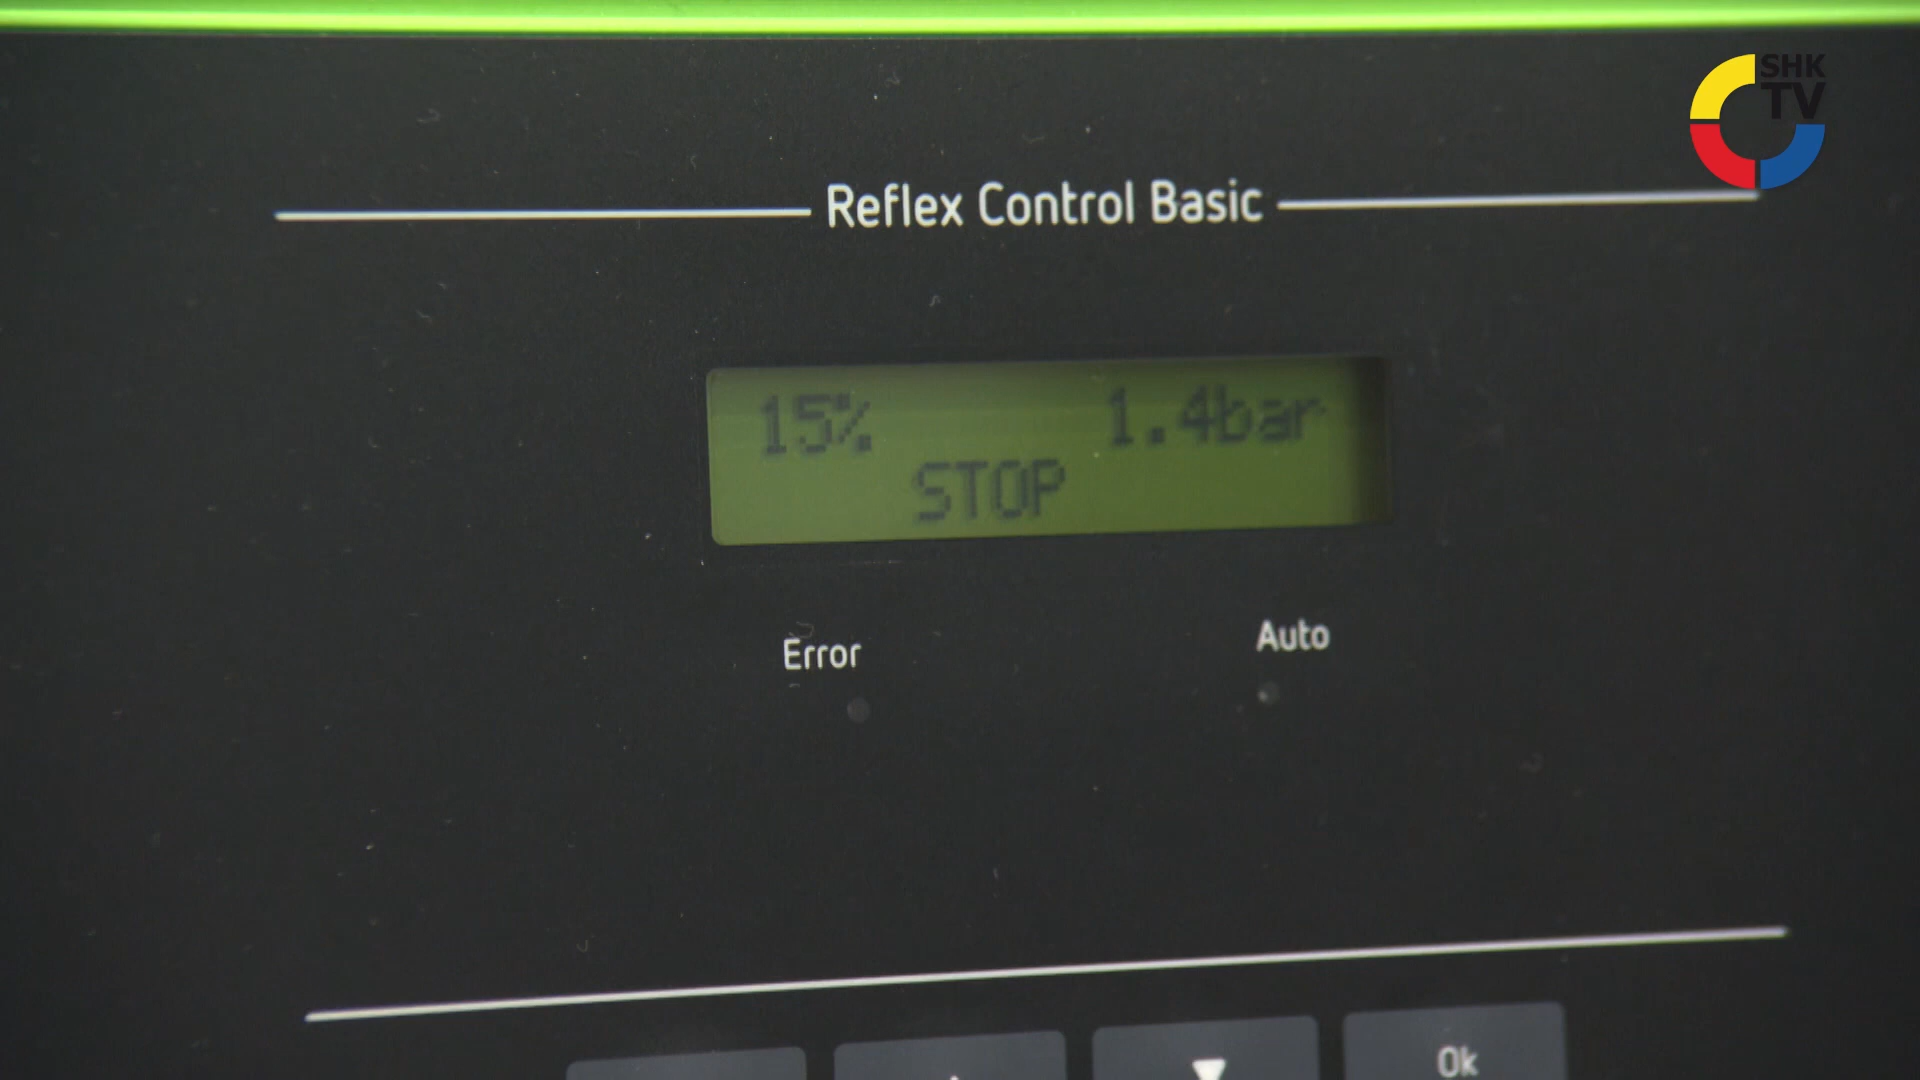 SHK
TV
Reflex Control Basic
15% 1.4bar
STOP
Error Auto
Ok